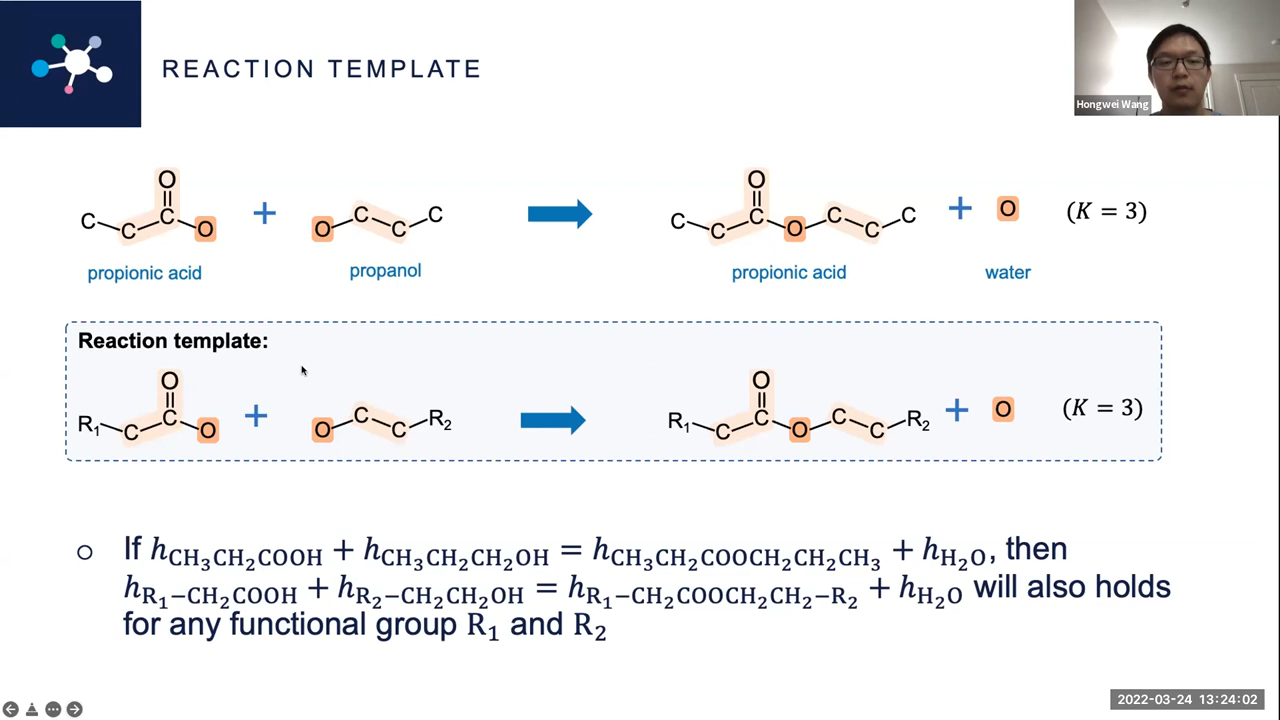 REACTION TEMPLATE
Hongwei Wang
O
C C C O + O C C C
C C C O O C C C + O (K = 3)
propionic acid propanol propionic acid water
Reaction template:
O
R₁ C C O + O C C R₂
O
R₁ C C O C C R₂ + O (K = 3)
If h_CH₃CH₂COOH + h_CH₃CH₂CH₂OH = h_CH₃CH₂COOCH₂CH₂CH₃ + h_H₂O, then
h_R₁−CH₂COOH + h_R₂−CH₂CH₂OH = h_R₁−CH₂COOCH₂CH₂−R₂ + h_H₂O will also holds
for any functional group R₁ and R₂
2022-03-24 13:24:02